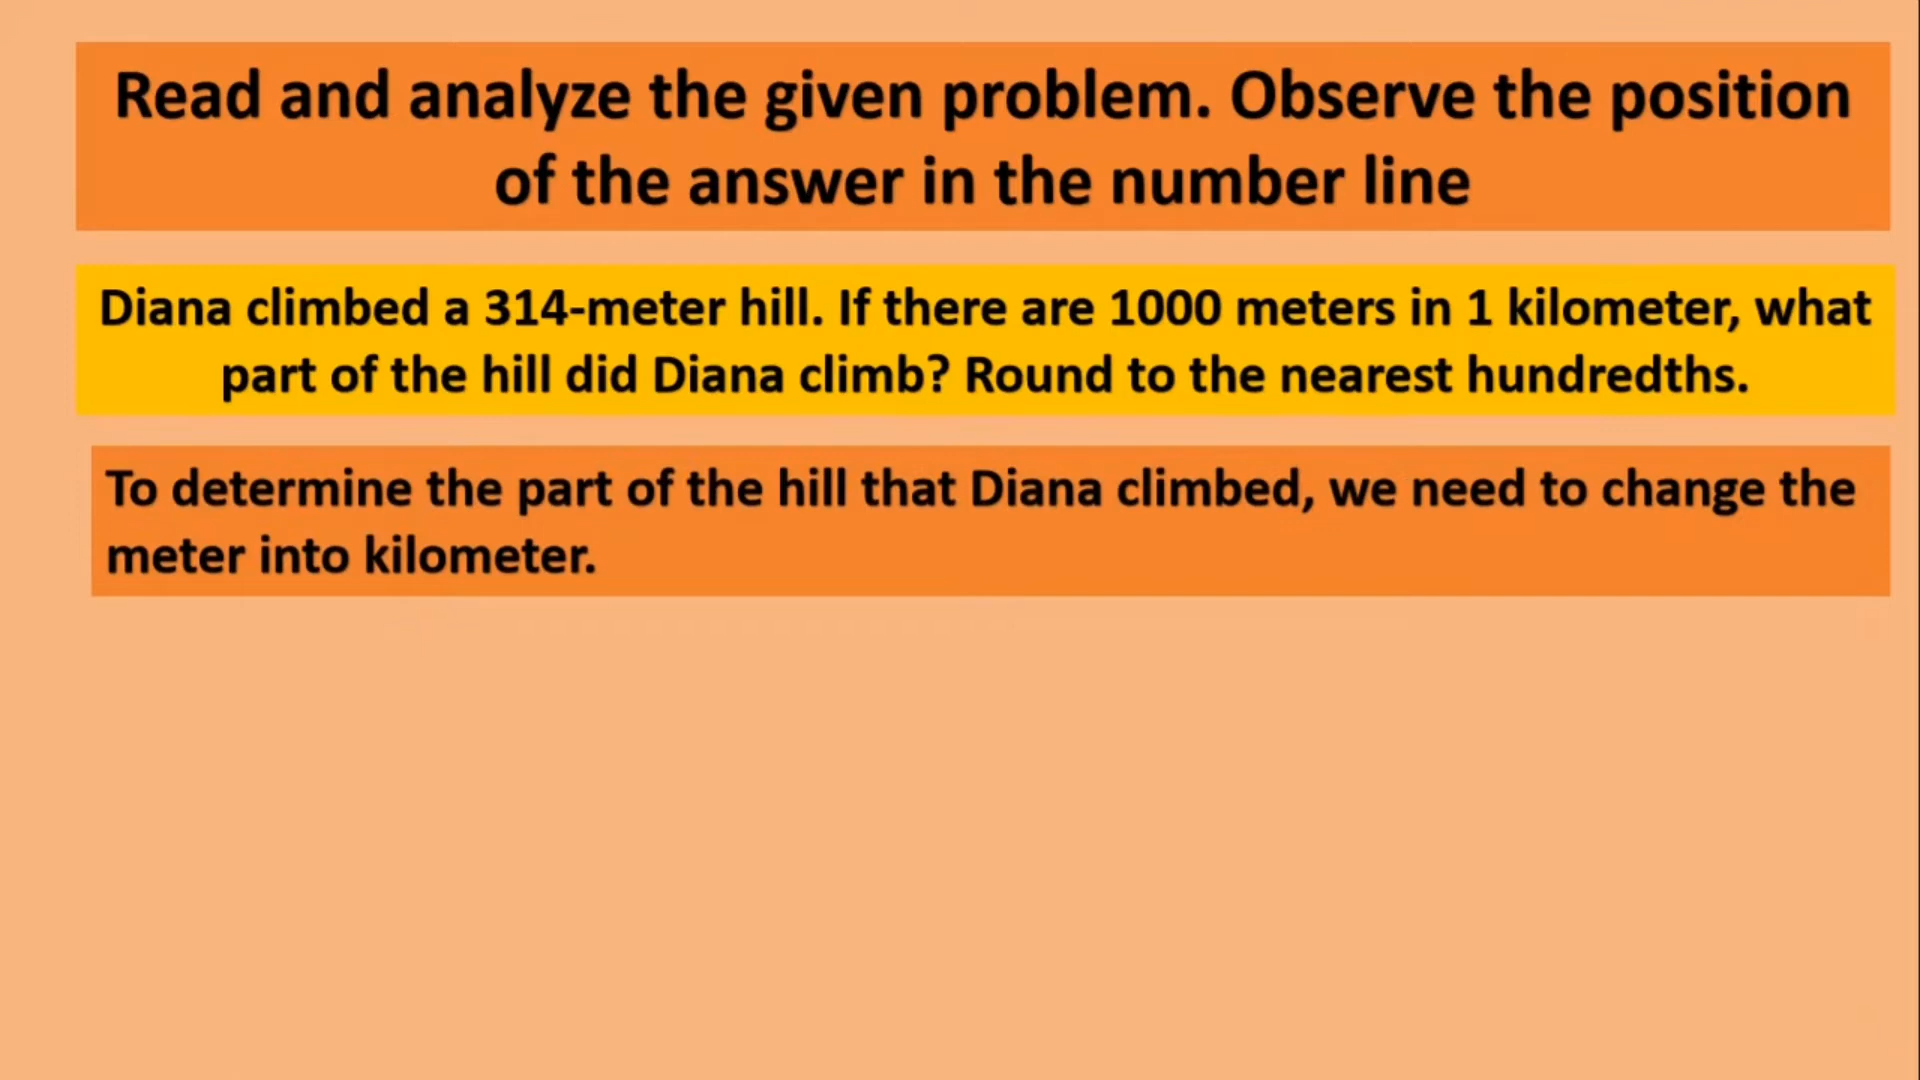 Read and analyze the given problem. Observe the position
of the answer in the number line
Diana climbed a 314-meter hill. If there are 1000 meters in 1 kilometer, what
part of the hill did Diana climb? Round to the nearest hundredths.
To determine the part of the hill that Diana climbed, we need to change the
meter into kilometer.